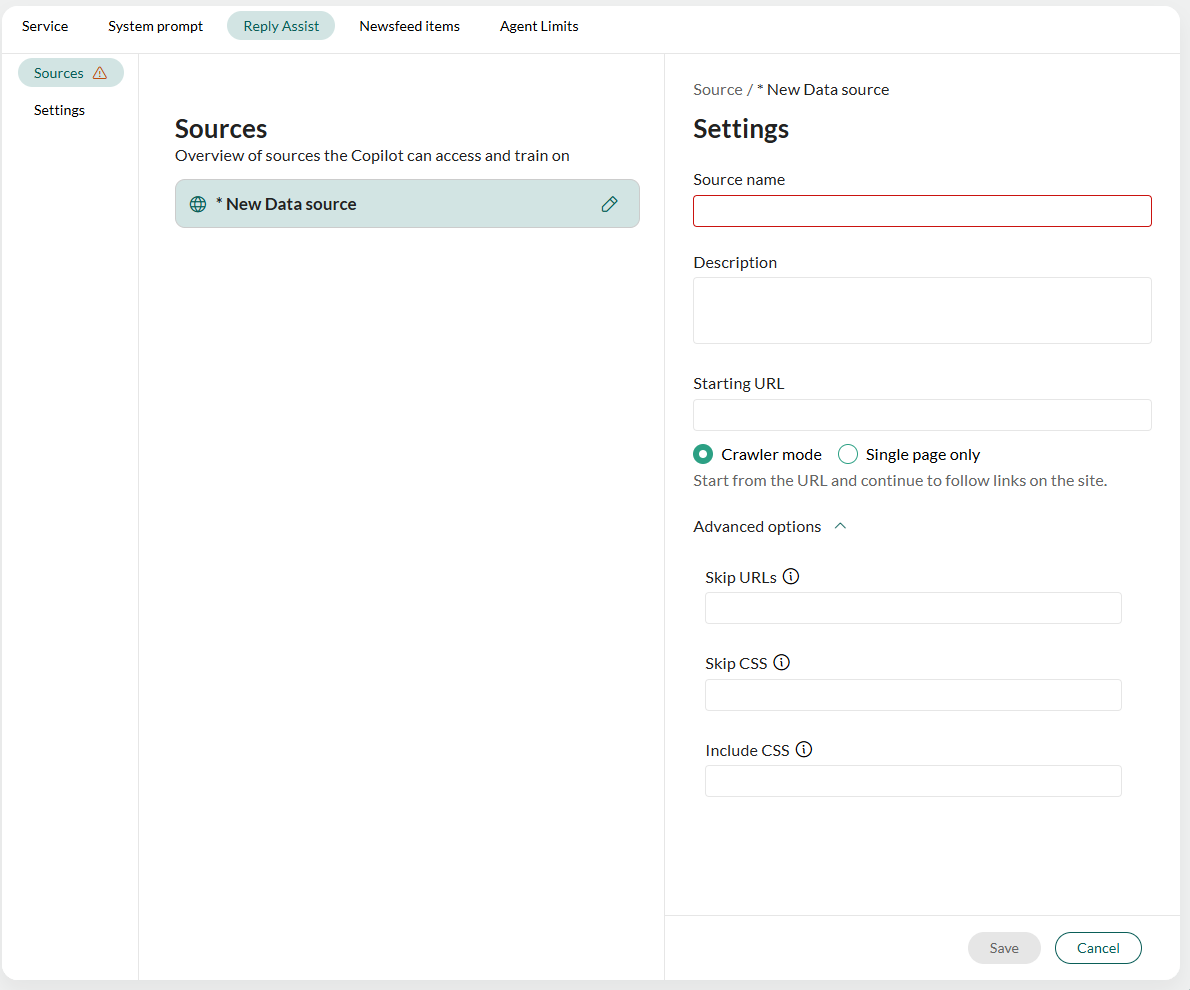 Service
System prompt
Reply Assist
Newsfeed items
Agent Limits
Sources
Settings
Sources
Overview of sources the Copilot can access and train on
* New Data source
Source / * New Data source
Settings
Source name
Description
Starting URL
Crawler mode
Single page only
Start from the URL and continue to follow links on the site.
Advanced options
Skip URLs
Skip CSS
Include CSS
Save
Cancel